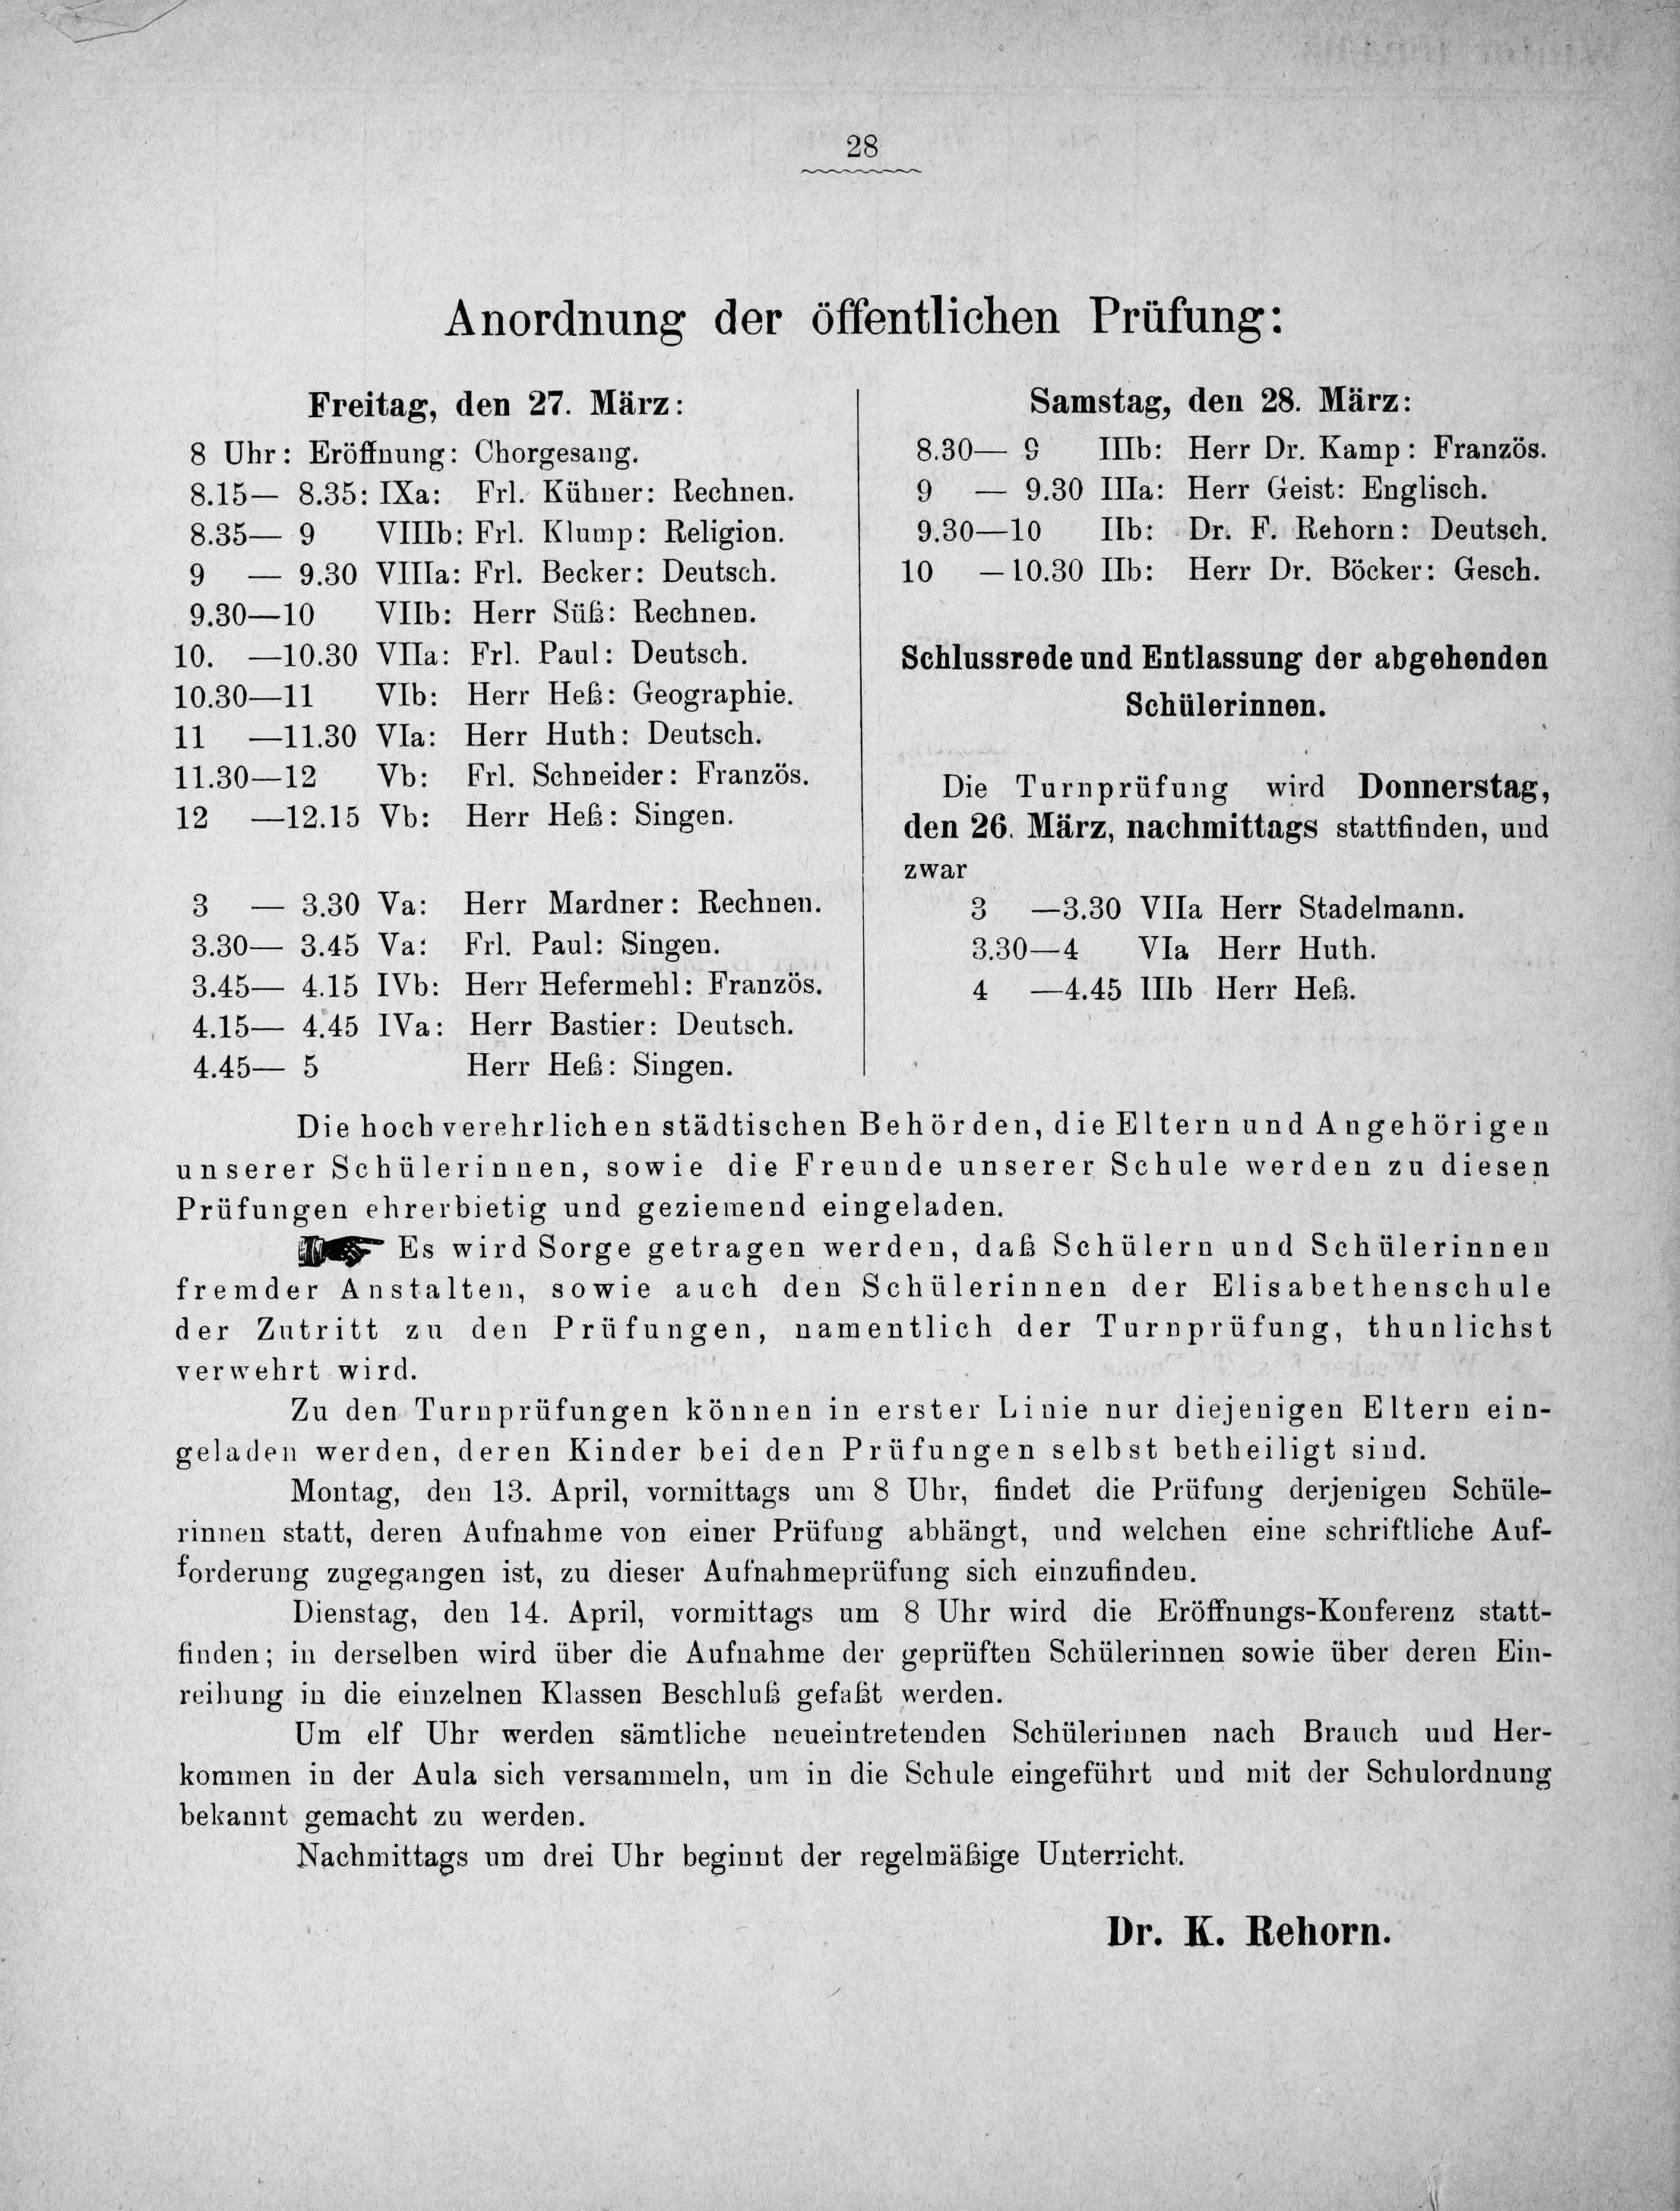 28
Anordnung der öffentlichen Prüfung:
Freitag, den 27. März:
8 Uhr: Eröffnung: Chorgesang.
8.15— 8.35: IXa: Frl. Kühner: Rechnen.
8.35— 9 VIIIb: Frl. Klump: Religion.
9 — 9.30 VIIIa: Frl. Becker: Deutsch.
9.30—10 VIIb: Herr Süß: Rechnen.
10. —10.30 VIIa: Frl. Paul: Deutsch.
10.30—11 VIb: Herr Heß: Geographie.
11 —11.30 VIa: Herr Huth: Deutsch.
11.30—12 Vb: Frl. Schneider: Französ.
12 —12.15 Vb: Herr Heß: Singen.
3 — 3.30 Va: Herr Mardner: Rechnen.
3.30— 3.45 Va: Frl. Paul: Singen.
3.45— 4.15 IVb: Herr Hefermehl: Französ.
4.15— 4.45 IVa: Herr Bastier: Deutsch.
4.45— 5 Herr Heß: Singen.
Samstag, den 28. März:
8.30— 9 IIIb: Herr Dr. Kamp: Französ.
9 — 9.30 IIIa: Herr Geist: Englisch.
9.30—10 IIb: Dr. F. Rehorn: Deutsch.
10 —10.30 IIb: Herr Dr. Böcker: Gesch.
Schlussrede und Entlassung der abgehenden
Schülerinnen.
Die Turnprüfung wird Donnerstag,
den 26. März, nachmittags stattfinden, und
zwar
3 —3.30 VIIa Herr Stadelmann.
3.30—4 VIa Herr Huth.
4 —4.45 IIIb Herr Heß.
Die hochverehrlichen städtischen Behörden, die Eltern und Angehörigen
unserer Schülerinnen, sowie die Freunde unserer Schule werden zu diesen
Prüfungen ehrerbietig und geziemend eingeladen.
Es wird Sorge getragen werden, daß Schülern und Schülerinnen
fremder Anstalten, sowie auch den Schülerinnen der Elisabethenschule
der Zutritt zu den Prüfungen, namentlich der Turnprüfung, thunlichst
verwehrt wird.
Zu den Turnprüfungen können in erster Linie nur diejenigen Eltern ein-
geladen werden, deren Kinder bei den Prüfungen selbst betheiligt sind.
Montag, den 13. April, vormittags um 8 Uhr, findet die Prüfung derjenigen Schüle-
rinnen statt, deren Aufnahme von einer Prüfung abhängt, und welchen eine schriftliche Auf-
forderung zugegangen ist, zu dieser Aufnahmeprüfung sich einzufinden.
Dienstag, den 14. April, vormittags um 8 Uhr wird die Eröffnungs-Konferenz statt-
finden; in derselben wird über die Aufnahme der geprüften Schülerinnen sowie über deren Ein-
reihung in die einzelnen Klassen Beschluß gefaßt werden.
Um elf Uhr werden sämtliche neueintretenden Schülerinnen nach Brauch und Her-
kommen in der Aula sich versammeln, um in die Schule eingeführt und mit der Schulordnung
bekannt gemacht zu werden.
Nachmittags um drei Uhr beginnt der regelmäßige Unterricht.
Dr. K. Rehorn.